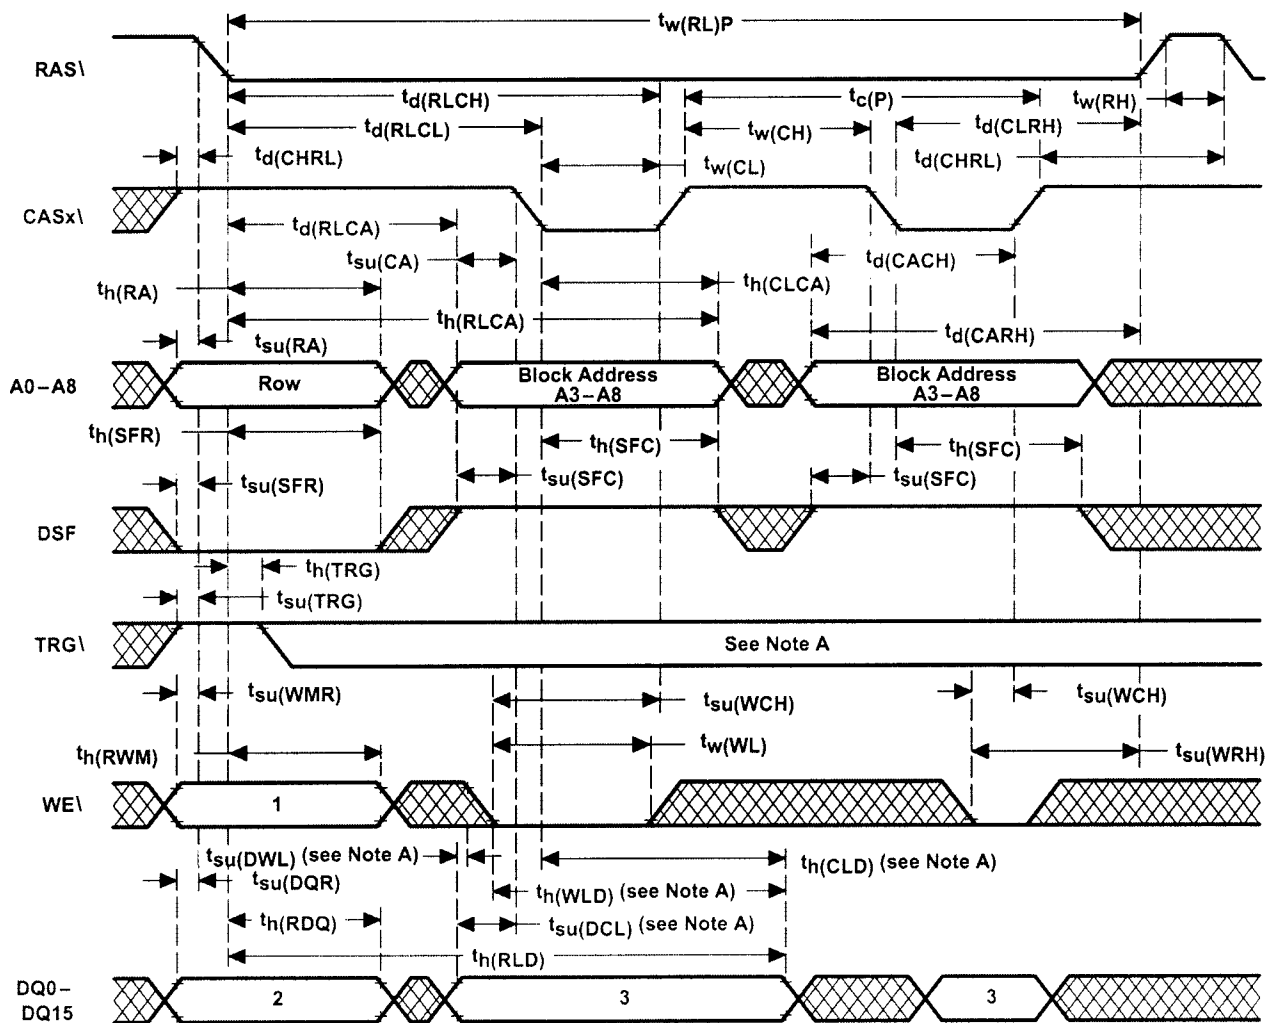 tw(RL)P
RAS\
td(RLCH)
tc(P)
tw(RH)
td(RLCL)
tw(CH)
td(CLRH)
td(CHRL)
tw(CL)
td(CHRL)
CASx\
td(RLCA)
tsu(CA)
td(CACH)
th(RA)
th(CLCA)
th(RLCA)
td(CARH)
tsu(RA)
A0–A8
Row
Block Address
A3–A8
Block Address
A3–A8
th(SFR)
th(SFC)
th(SFC)
tsu(SFR)
tsu(SFC)
tsu(SFC)
DSF
th(TRG)
tsu(TRG)
TRG\
See Note A
tsu(WMR)
tsu(WCH)
tsu(WCH)
th(RWM)
tw(WL)
tsu(WRH)
WE\
1
tsu(DWL) (see Note A)
th(CLD) (see Note A)
tsu(DQR)
th(WLD) (see Note A)
th(RDQ)
tsu(DCL) (see Note A)
th(RLD)
DQ0–
DQ15
2
3
3